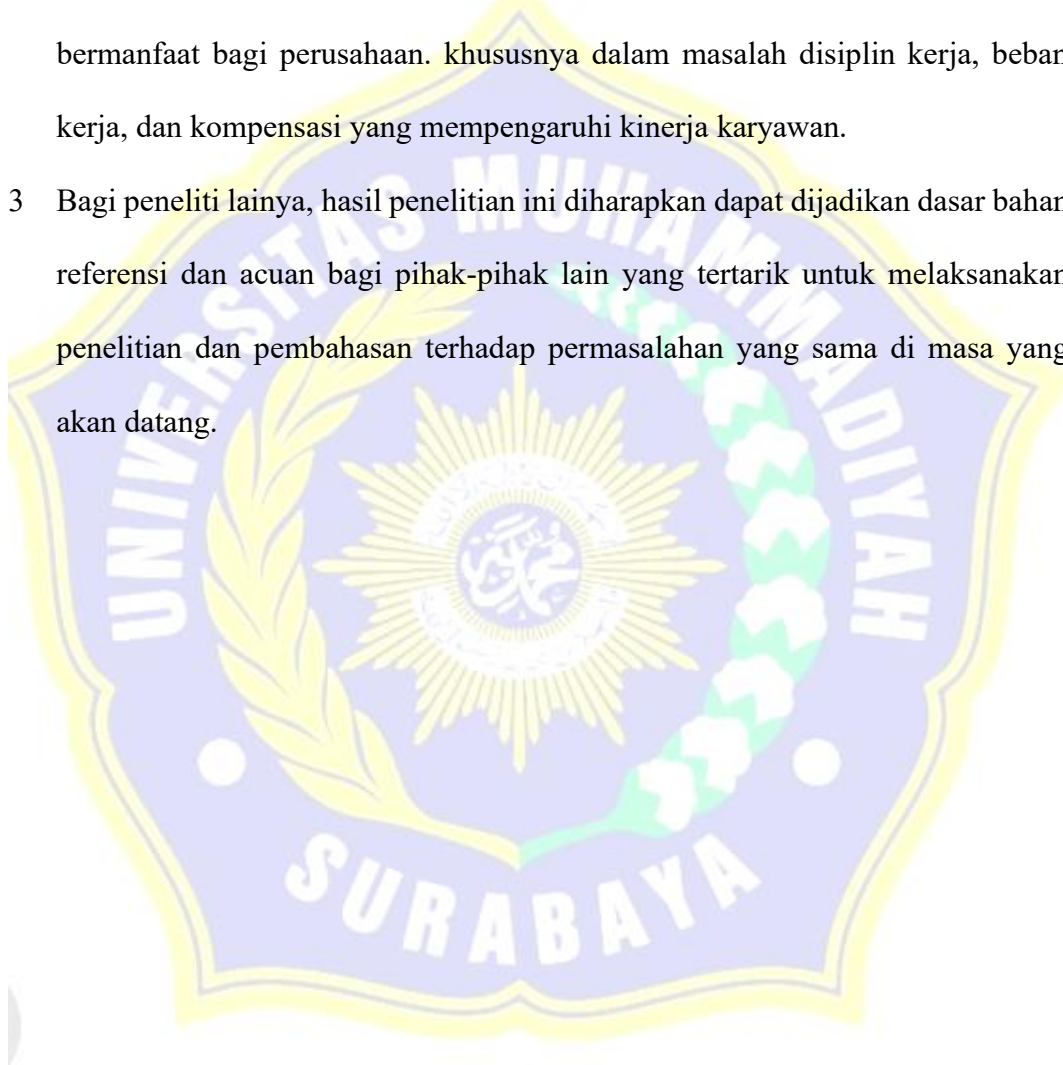 bermanfaat bagi perusahaan. khususnya dalam masalah disiplin kerja, beban
kerja, dan kompensasi yang mempengaruhi kinerja karyawan.
3 Bagi peneliti lainya, hasil penelitian ini diharapkan dapat dijadikan dasar bahan
referensi dan acuan bagi pihak-pihak lain yang tertarik untuk melaksanakan
penelitian dan pembahasan terhadap permasalahan yang sama di masa yang
akan datang.
UNIVERSITAS MUHAMMADIYAH
SURABAYA